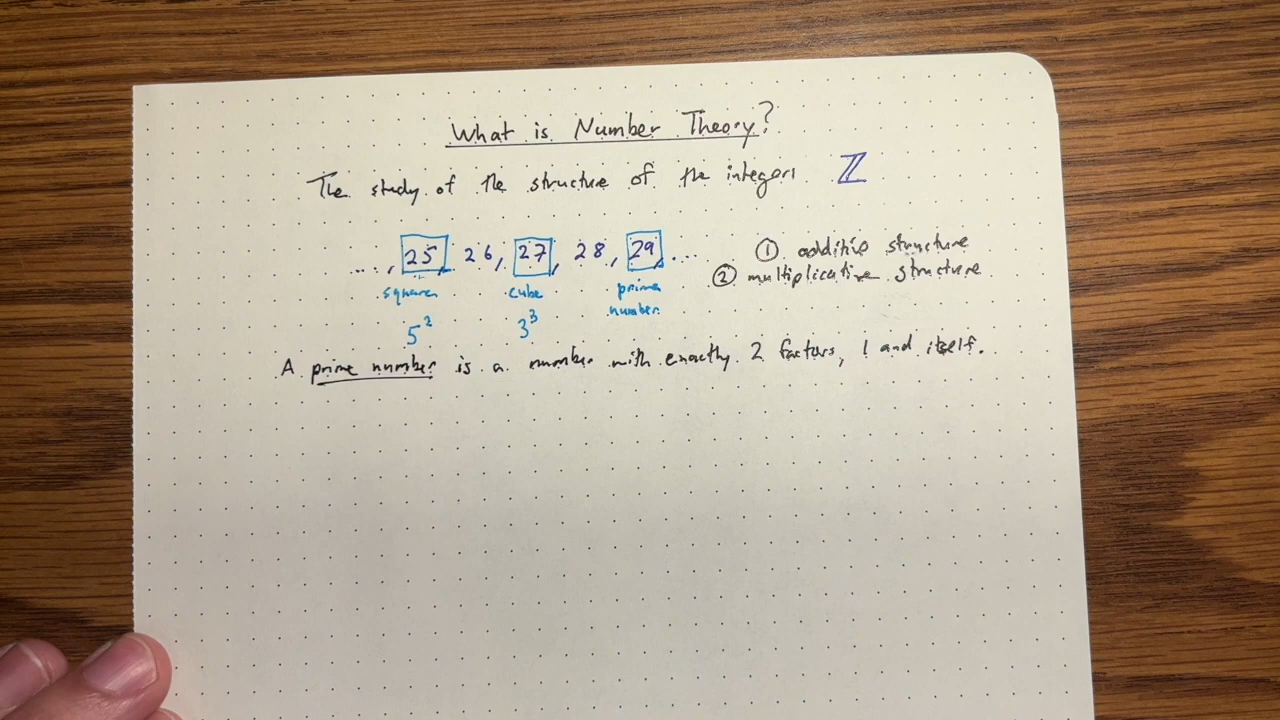 What is Number Theory?
The study of the structure of the integers ℤ
..., 25, 26, 27, 28, 29, ...
square cube prime number
5² 3³
① additive structure
② multiplicative structure
A prime number is a number with exactly 2 factors, 1 and itself.